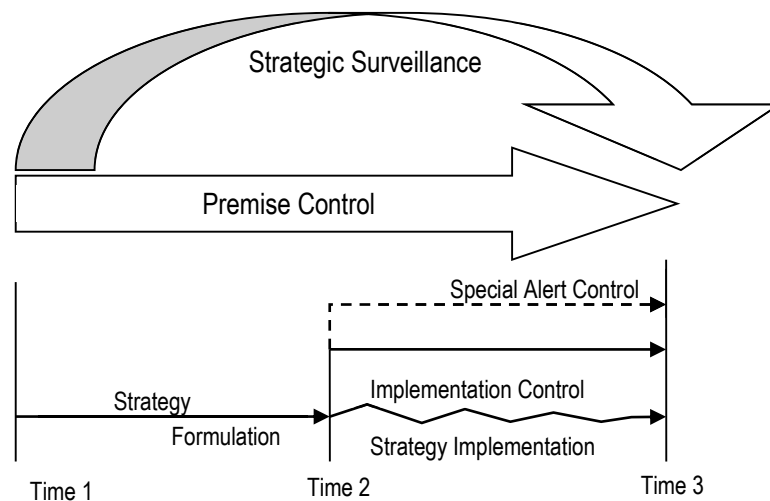 Strategic Surveillance
Premise Control
Special Alert Control
Implementation Control
Strategy
Formulation
Strategy Implementation
Time 1
Time 2
Time 3